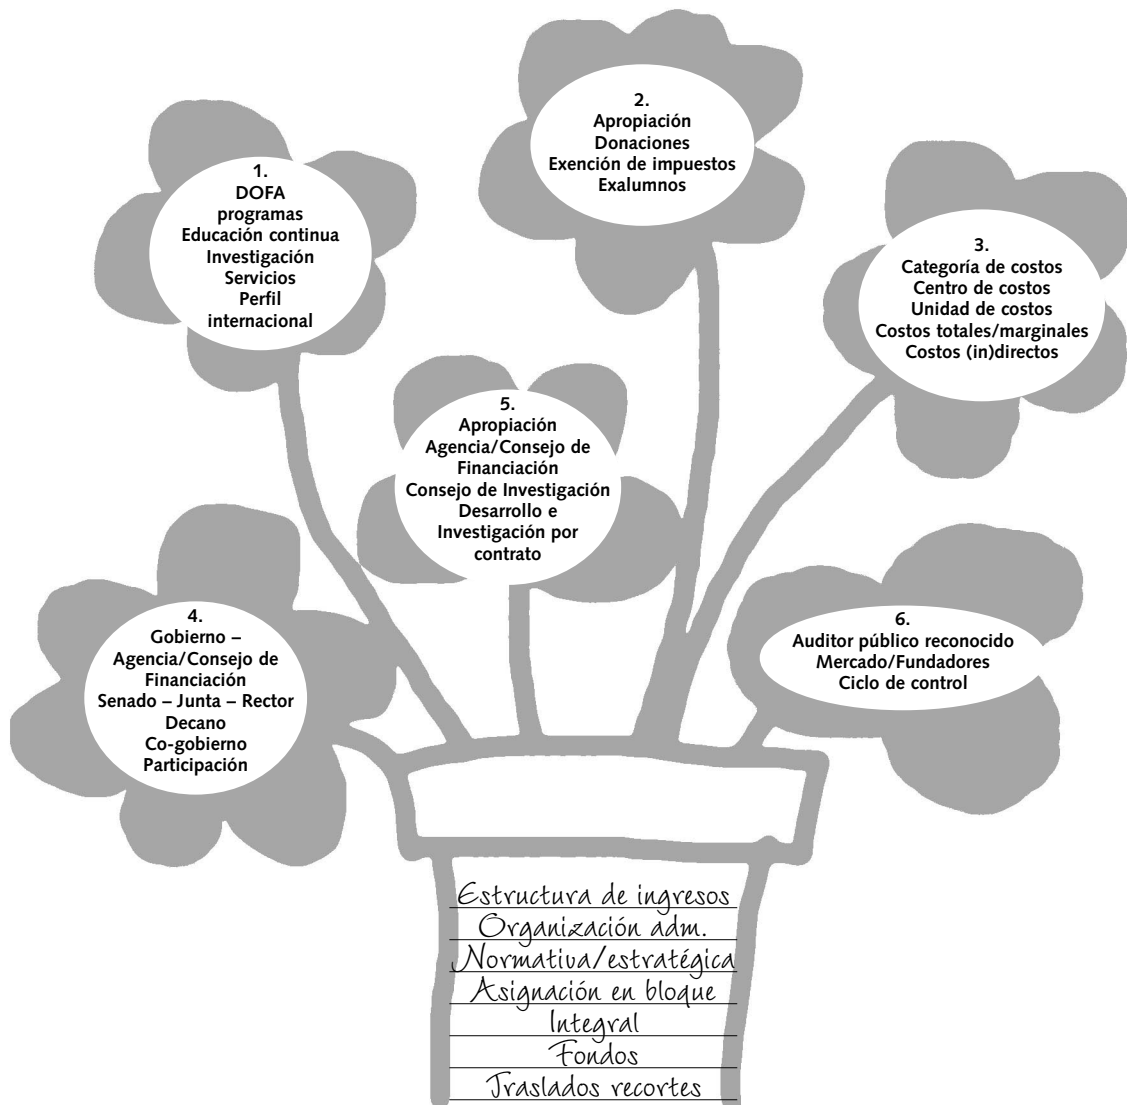 1.
DOFA
programas
Educación continua
Investigación
Servicios
Perfil
internacional
2.
Apropiación
Donaciones
Exención de impuestos
Exalumnos
3.
Categoría de costos
Centro de costos
Unidad de costos
Costos totales/marginales
Costos (in)directos
4.
Gobierno –
Agencia/Consejo de
Financiación
Senado – Junta – Rector
Decano
Co-gobierno
Participación
5.
Apropiación
Agencia/Consejo de
Financiación
Consejo de Investigación
Desarrollo e
Investigación por
contrato
6.
Auditor público reconocido
Mercado/Fundadores
Ciclo de control
Estructura de ingresos
Organización adm.
Normativa/estratégica
Asignación en bloque
Integral
Fondos
Traslados recortes